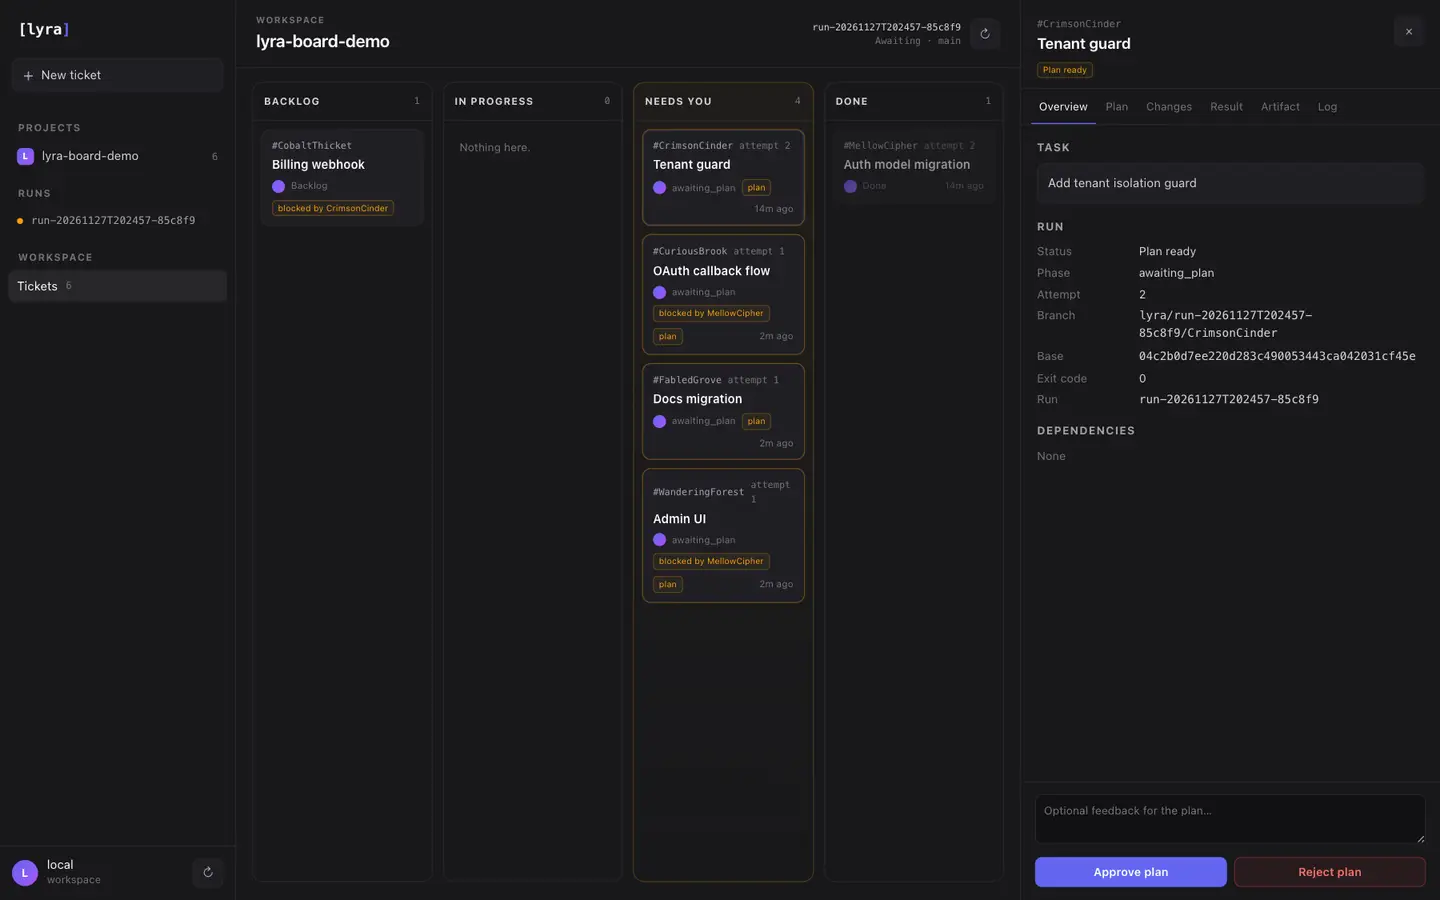 [lyra]
+ New ticket
PROJECTS
L lyra-board-demo 6
RUNS
run-20261127T202457-85c8f9
WORKSPACE
Tickets 6
L local
workspace
WORKSPACE
lyra-board-demo
run-20261127T202457-85c8f9
Awaiting · main
BACKLOG 1
#CobaltThicket
Billing webhook
Backlog
blocked by CrimsonCinder
IN PROGRESS 0
Nothing here.
NEEDS YOU 4
#CrimsonCinder attempt 2
Tenant guard
awaiting_plan plan
14m ago
#CuriousBrook attempt 1
OAuth callback flow
awaiting_plan
blocked by MellowCipher
plan 2m ago
#FabledGrove attempt 1
Docs migration
awaiting_plan plan
2m ago
#WanderingForest attempt
1
Admin UI
awaiting_plan
blocked by MellowCipher
plan 2m ago
DONE 1
#MellowCipher attempt 2
Auth model migration
Done 14m ago
#CrimsonCinder
Tenant guard
Plan ready
×
Overview Plan Changes Result Artifact Log
TASK
Add tenant isolation guard
RUN
Status Plan ready
Phase awaiting_plan
Attempt 2
Branch lyra/run-20261127T202457-
85c8f9/CrimsonCinder
Base 04c2b0d7ee220d283c490053443ca042031cf45e
Exit code 0
Run run-20261127T202457-85c8f9
DEPENDENCIES
None
Optional feedback for the plan...
Approve plan Reject plan